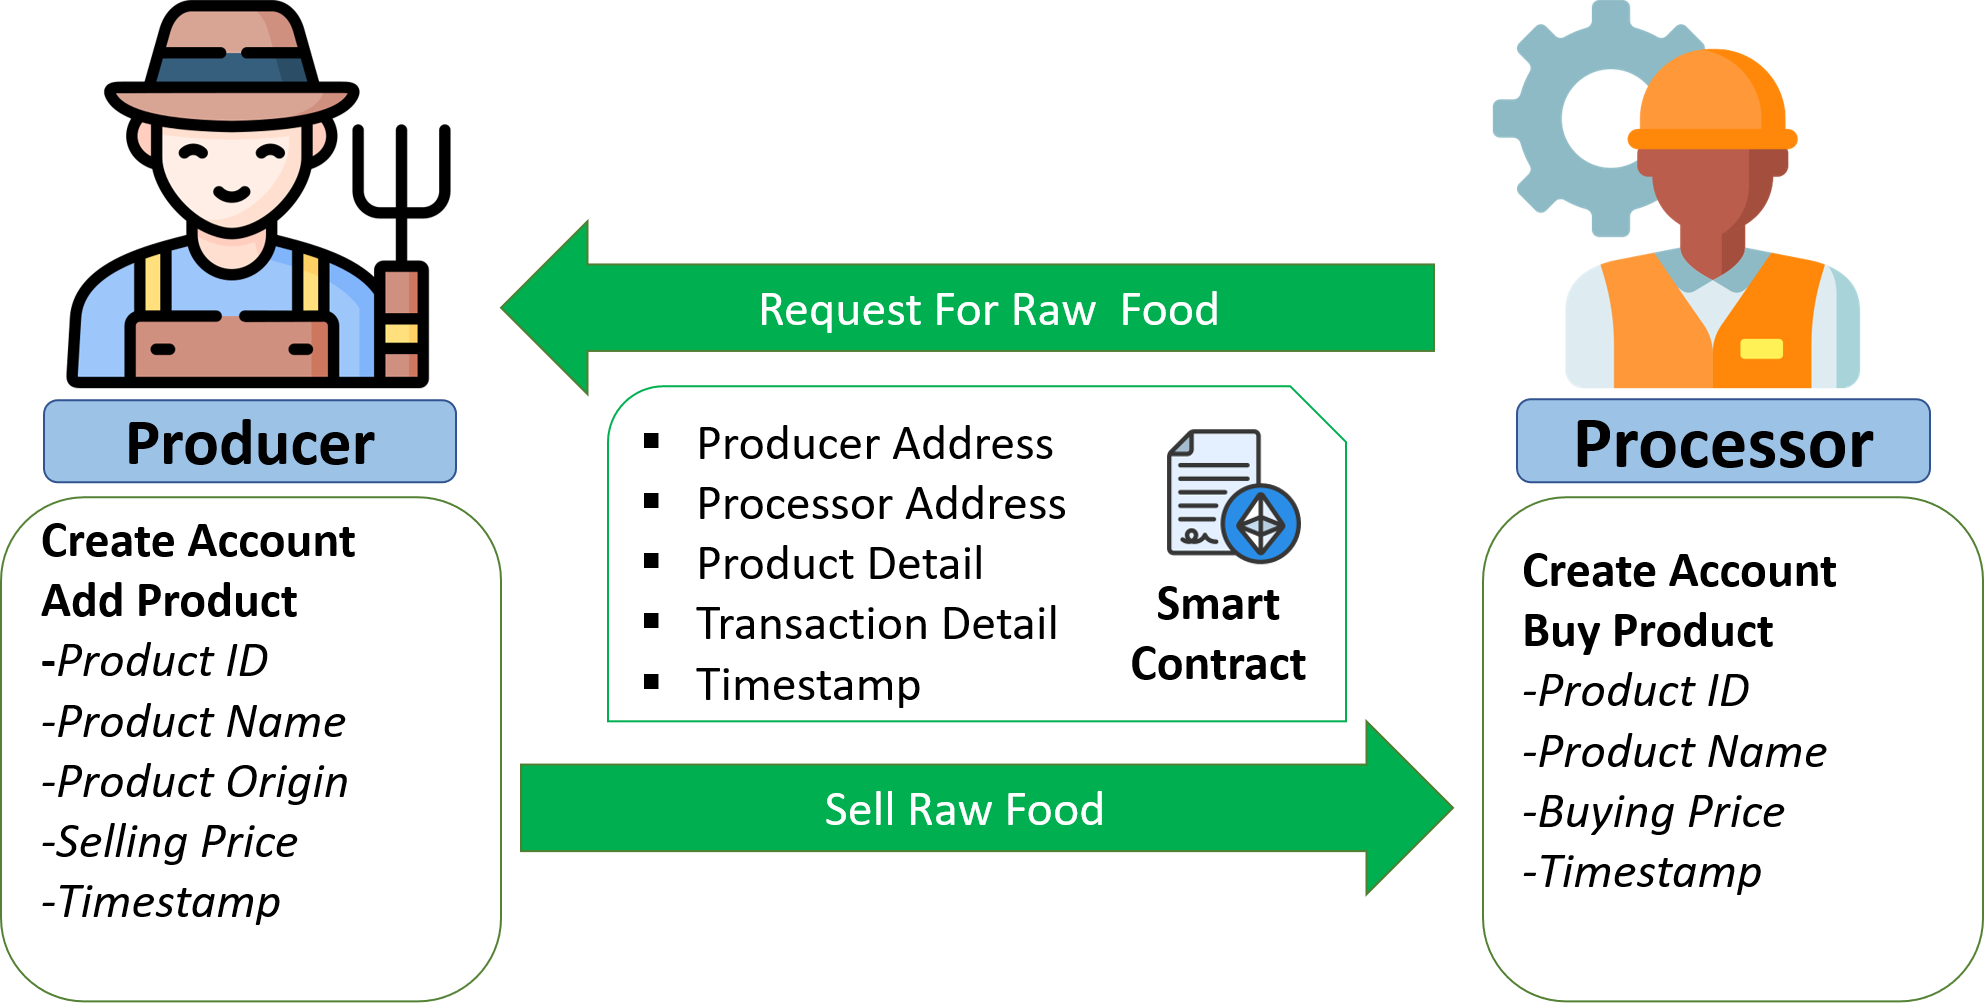 Request For Raw  Food
Producer
Create Account
Add Product
-Product ID
-Product Name
-Product Origin
-Selling Price
-Timestamp
▪ Producer Address
▪ Processor Address
▪ Product Detail
▪ Transaction Detail
▪ Timestamp
Smart
Contract
Sell Raw Food
Processor
Create Account
Buy Product
-Product ID
-Product Name
-Buying Price
-Timestamp